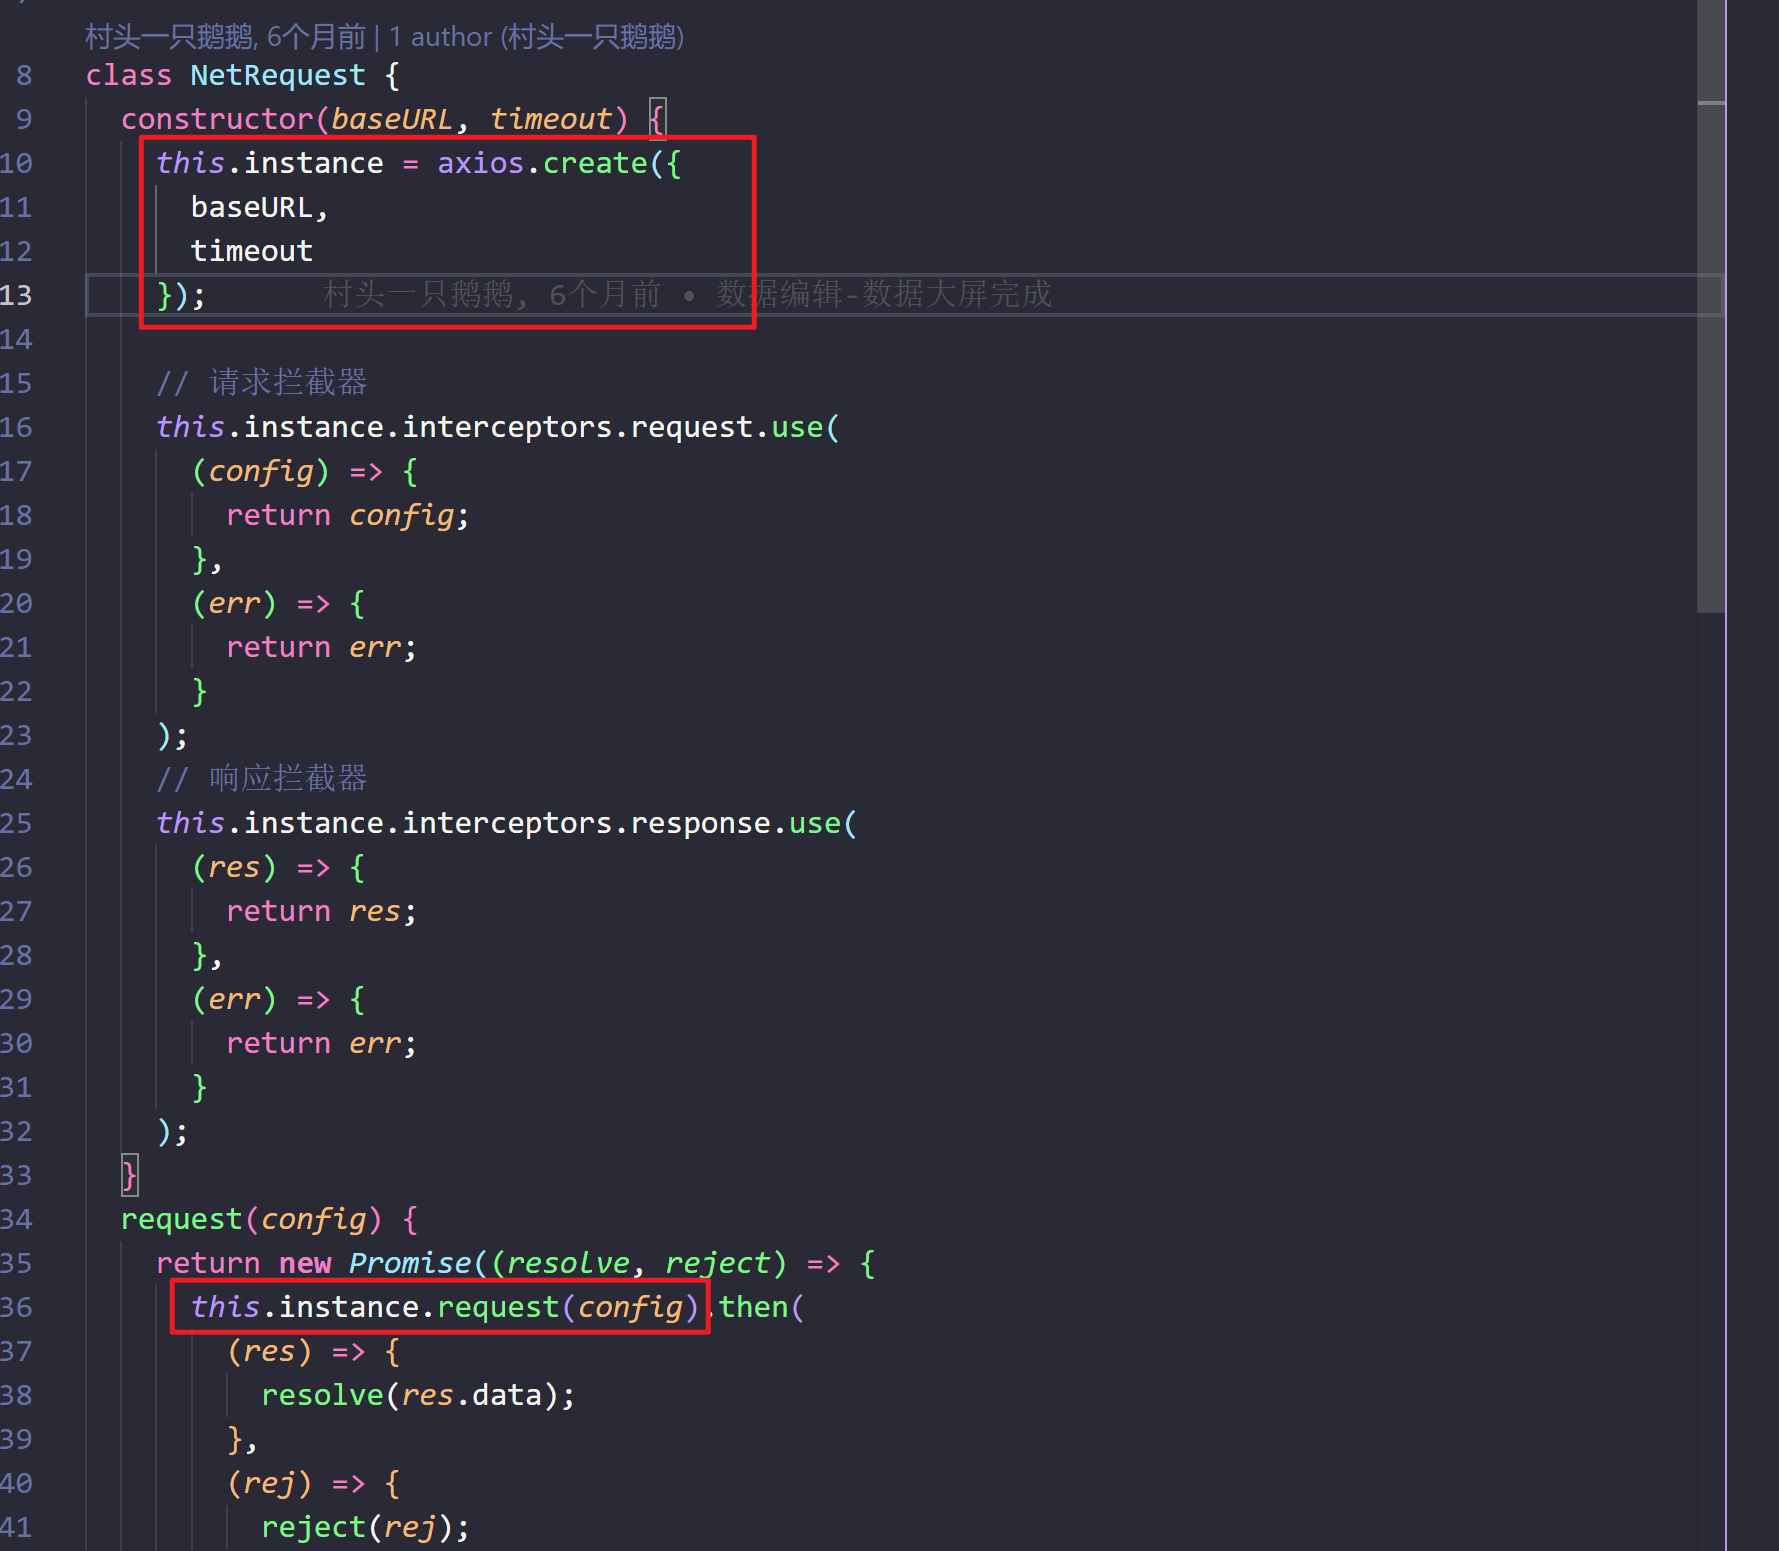 村头一只鹅鹅, 6个月前 | 1 author (村头一只鹅鹅)
8 class NetRequest {
9 constructor(baseURL, timeout) {
10 this.instance = axios.create({
11 baseURL,
12 timeout
13 }); 村头一只鹅鹅, 6个月前 • 数据编辑-数据大屏完成
14
15 // 请求拦截器
16 this.instance.interceptors.request.use(
17 (config) => {
18 return config;
19 },
20 (err) => {
21 return err;
22 }
23 );
24 // 响应拦截器
25 this.instance.interceptors.response.use(
26 (res) => {
27 return res;
28 },
29 (err) => {
30 return err;
31 }
32 );
33 }
34 request(config) {
35 return new Promise((resolve, reject) => {
36 this.instance.request(config).then(
37 (res) => {
38 resolve(res.data);
39 },
40 (rej) => {
41 reject(rej);